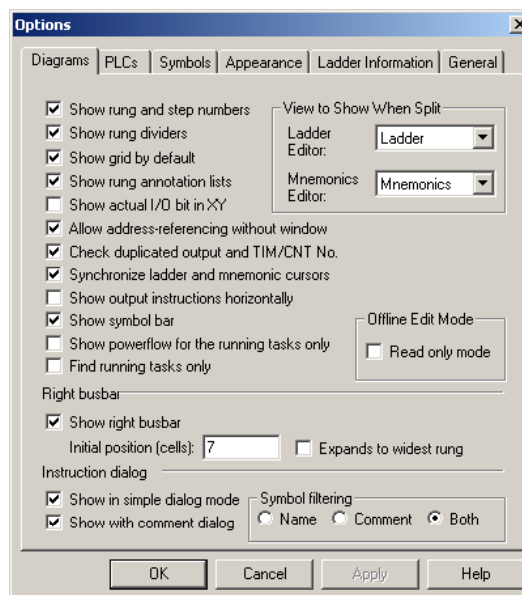 Options
Diagrams PLCs Symbols Appearance Ladder Information General
Show rung and step numbers
Show rung dividers
Show grid by default
Show rung annotation lists
Show actual I/O bit in XY
Allow address-referencing without window
Check duplicated output and TIM/CNT No.
Synchronize ladder and mnemonic cursors
Show output instructions horizontally
Show symbol bar
Show powerflow for the running tasks only
Find running tasks only
View to Show When Split
Ladder
Editor:
Ladder
Mnemonics
Editor:
Mnemonics
Offline Edit Mode
Read only mode
Right busbar
Show right busbar
Initial position (cells): 7
Expands to widest rung
Instruction dialog
Show in simple dialog mode
Show with comment dialog
Symbol filtering
Name Comment Both
OK Cancel Apply Help